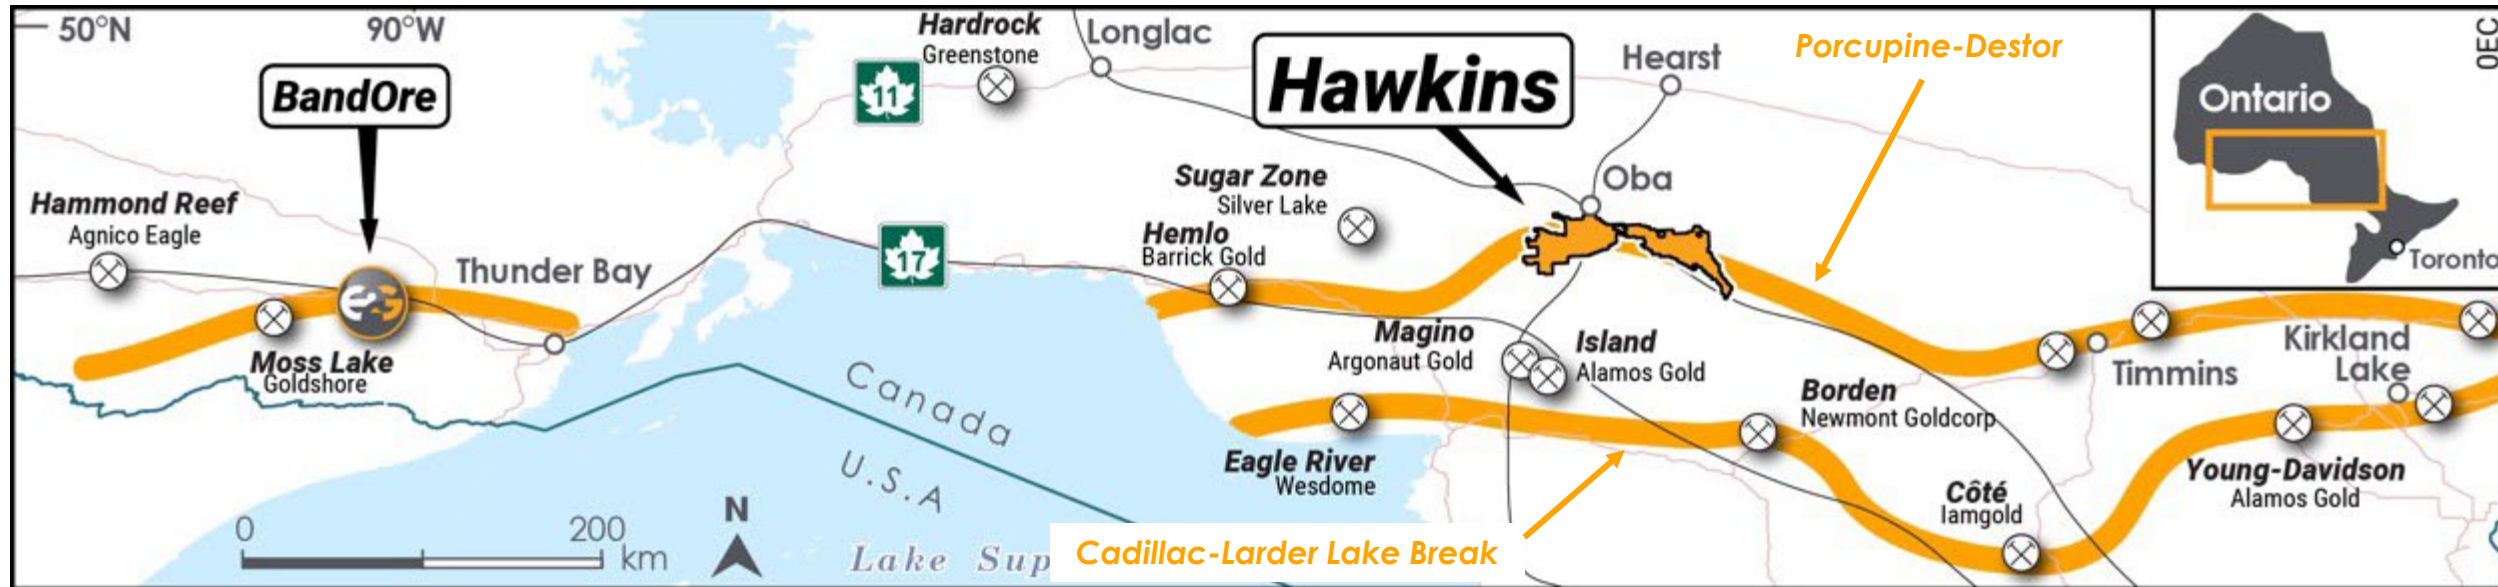 50°N
90°W
BandOre
Hardrock
Greenstone
Longlac
11
Hawkins
Hearst
Porcupine-Destor
Ontario
Toronto
Hammond Reef
Agnico Eagle
Thunder Bay
17
Sugar Zone
Silver Lake
Oba
Hemlo
Barrick Gold
E2G
Moss Lake
Goldshore
Magino
Argonaut Gold
Island
Alamos Gold
Timmins
Kirkland
Lake
Canada
U.S.A
Borden
Newmont Goldcorp
Eagle River
Wesdome
Côté
Iamgold
Young-Davidson
Alamos Gold
0
200
km
N
Lake Sup
Cadillac-Larder Lake Break